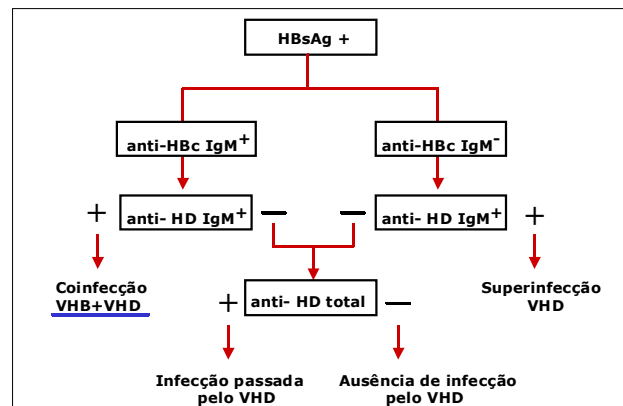 HBsAg +
anti-HBc IgM+
anti-HBc IgM-
+ anti- HD IgM+ — — anti- HD IgM+ +
Coinfecção
VHB+VHD
Superinfecção
VHD
+ anti- HD total —
Infecção passada
pelo VHD
Ausência de infecção
pelo VHD